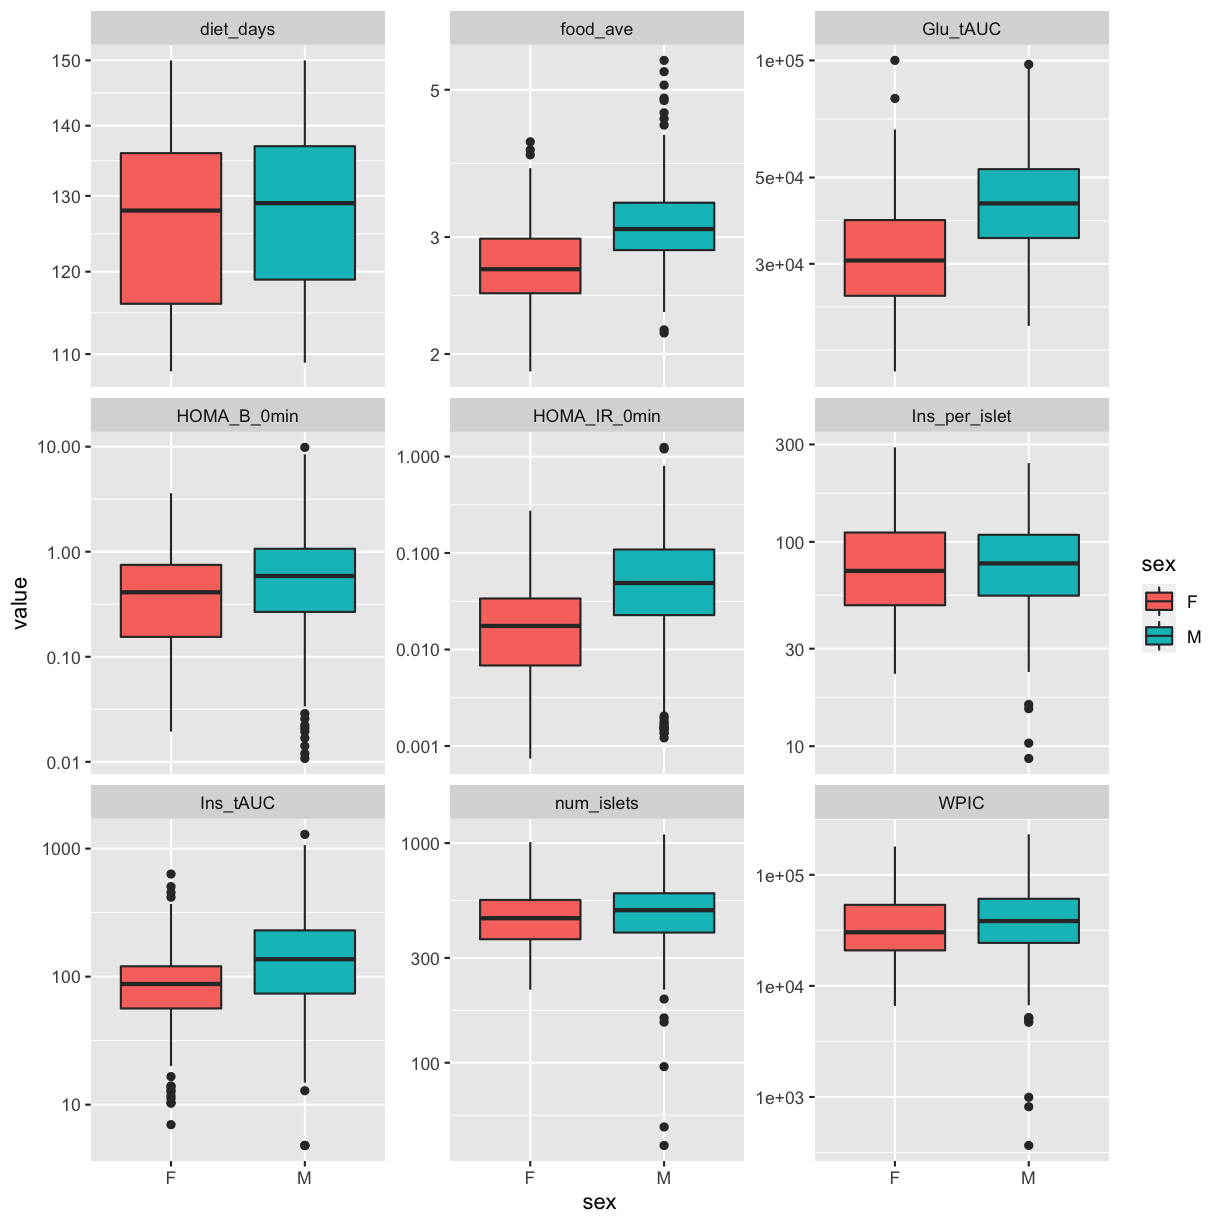 diet_days
food_ave
Glu_tAUC
150
140
130
120
110
5
3
2
1e+05
5e+04
3e+04
HOMA_B_0min
HOMA_IR_0min
Ins_per_islet
10.00
1.00
0.10
0.01
1.000
0.100
0.010
0.001
300
100
30
10
value
sex
F
M
Ins_tAUC
num_islets
WPIC
1000
100
10
1000
300
100
1e+05
1e+04
1e+03
F
M
F
M
F
M
sex